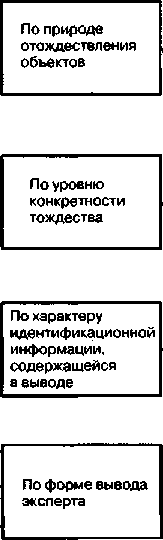 По природе
отождествления
объектов
По уровню
конкретности
тождества
По характеру
идентификационной
информации,
содержащейся
в выводе
По форме вывода
эксперта